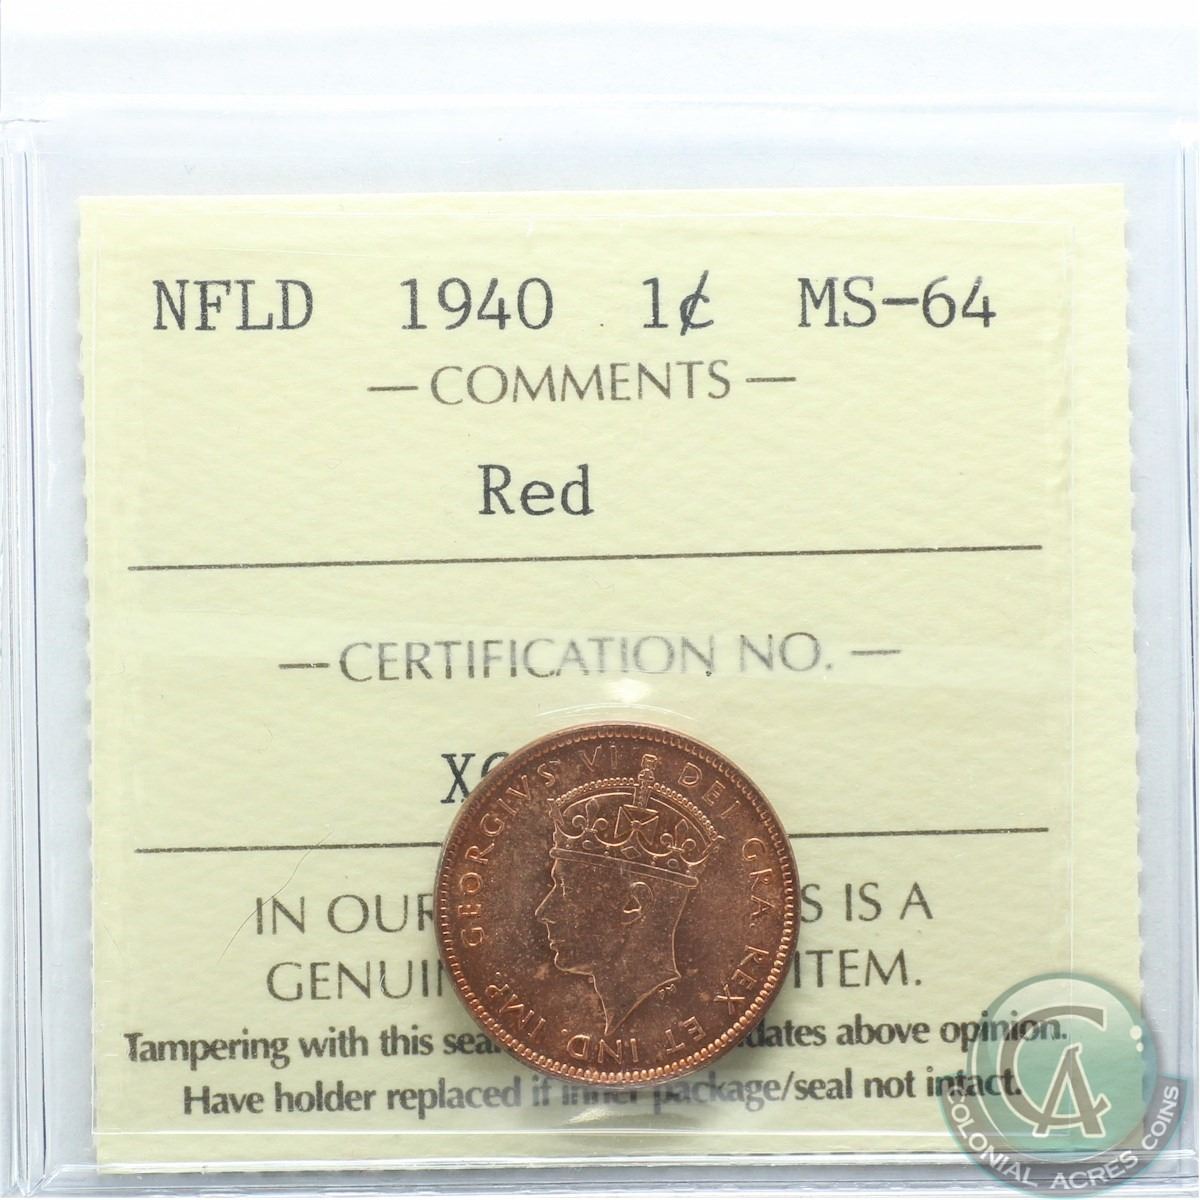 NFLD 1940 1¢ MS-64
— COMMENTS —
Red
— CERTIFICATION NO. —
GEORGIVS VI DEI GRA. REX ET IND. IMP.
IN OUR S IS A
GENUIN ITEM.
Tampering with this seal dates above opinion.
Have holder replaced if inner package/seal not intact.
CA
COLONIAL ACRES COINS